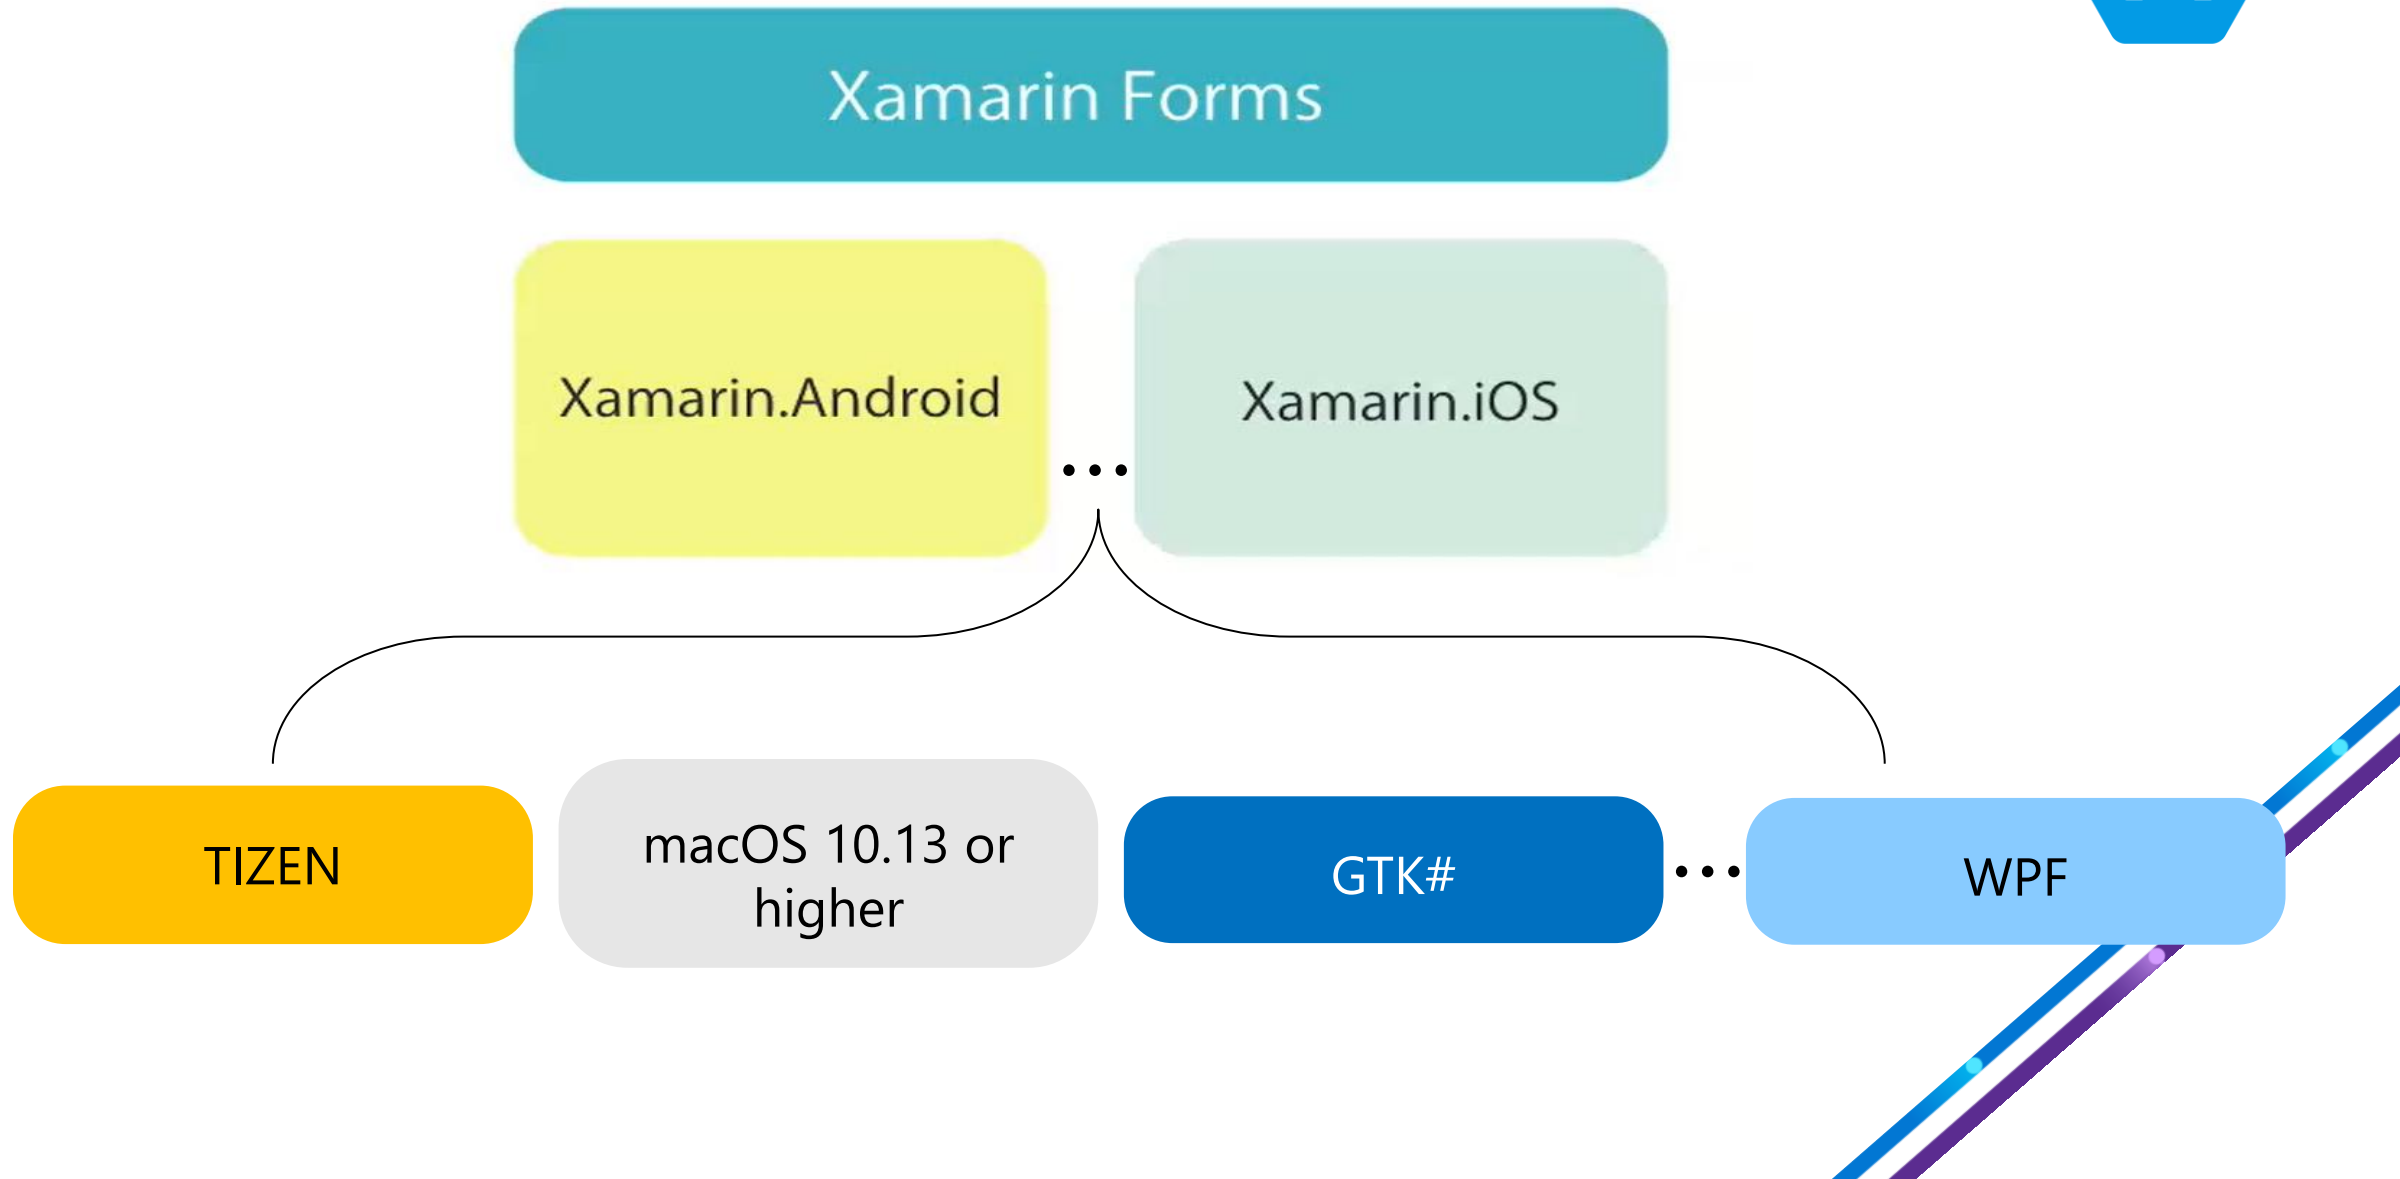 Xamarin Forms
Xamarin.Android
...
Xamarin.iOS
TIZEN
macOS 10.13 or
higher
GTK#
...
WPF